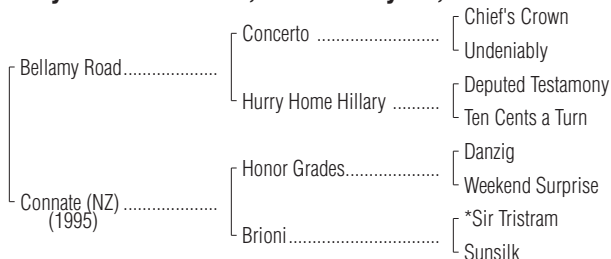 Chief's Crown
Concerto ....................
Undeniably
Bellamy Road...................
Deputed Testamony
Hurry Home Hillary ..........
Ten Cents a Turn
Danzig
Honor Grades...................
Weekend Surprise
Connate (NZ) ...................
(1995)
*Sir Tristram
Brioni..............................
Sunsilk